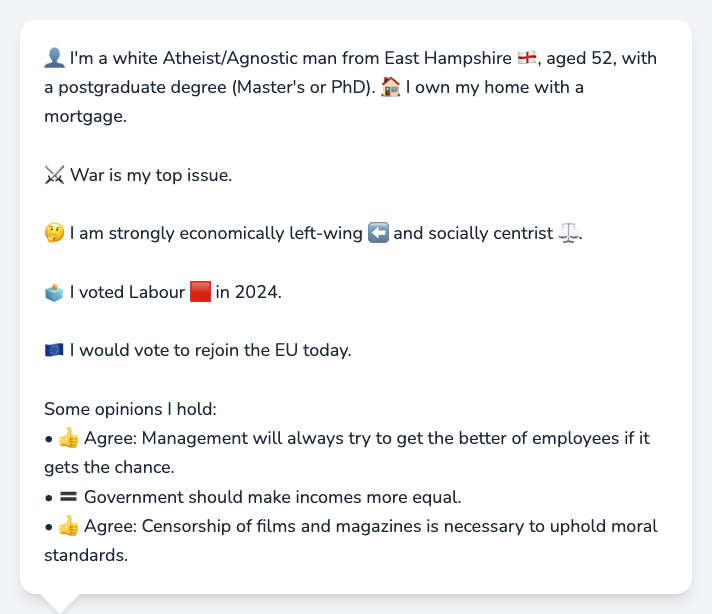 👤 I'm a white Atheist/Agnostic man from East Hampshire 🏴󠁧󠁢󠁥󠁮󠁧󠁿, aged 52, with
a postgraduate degree (Master's or PhD). 🏠 I own my home with a
mortgage.
⚔️ War is my top issue.
🤔 I am strongly economically left-wing ⬅️ and socially centrist ⚖️.
🗳️ I voted Labour 🟥 in 2024.
🇪🇺 I would vote to rejoin the EU today.
Some opinions I hold:
• 👍 Agree: Management will always try to get the better of employees if it
gets the chance.
• 🟰 Government should make incomes more equal.
• 👍 Agree: Censorship of films and magazines is necessary to uphold moral
standards.